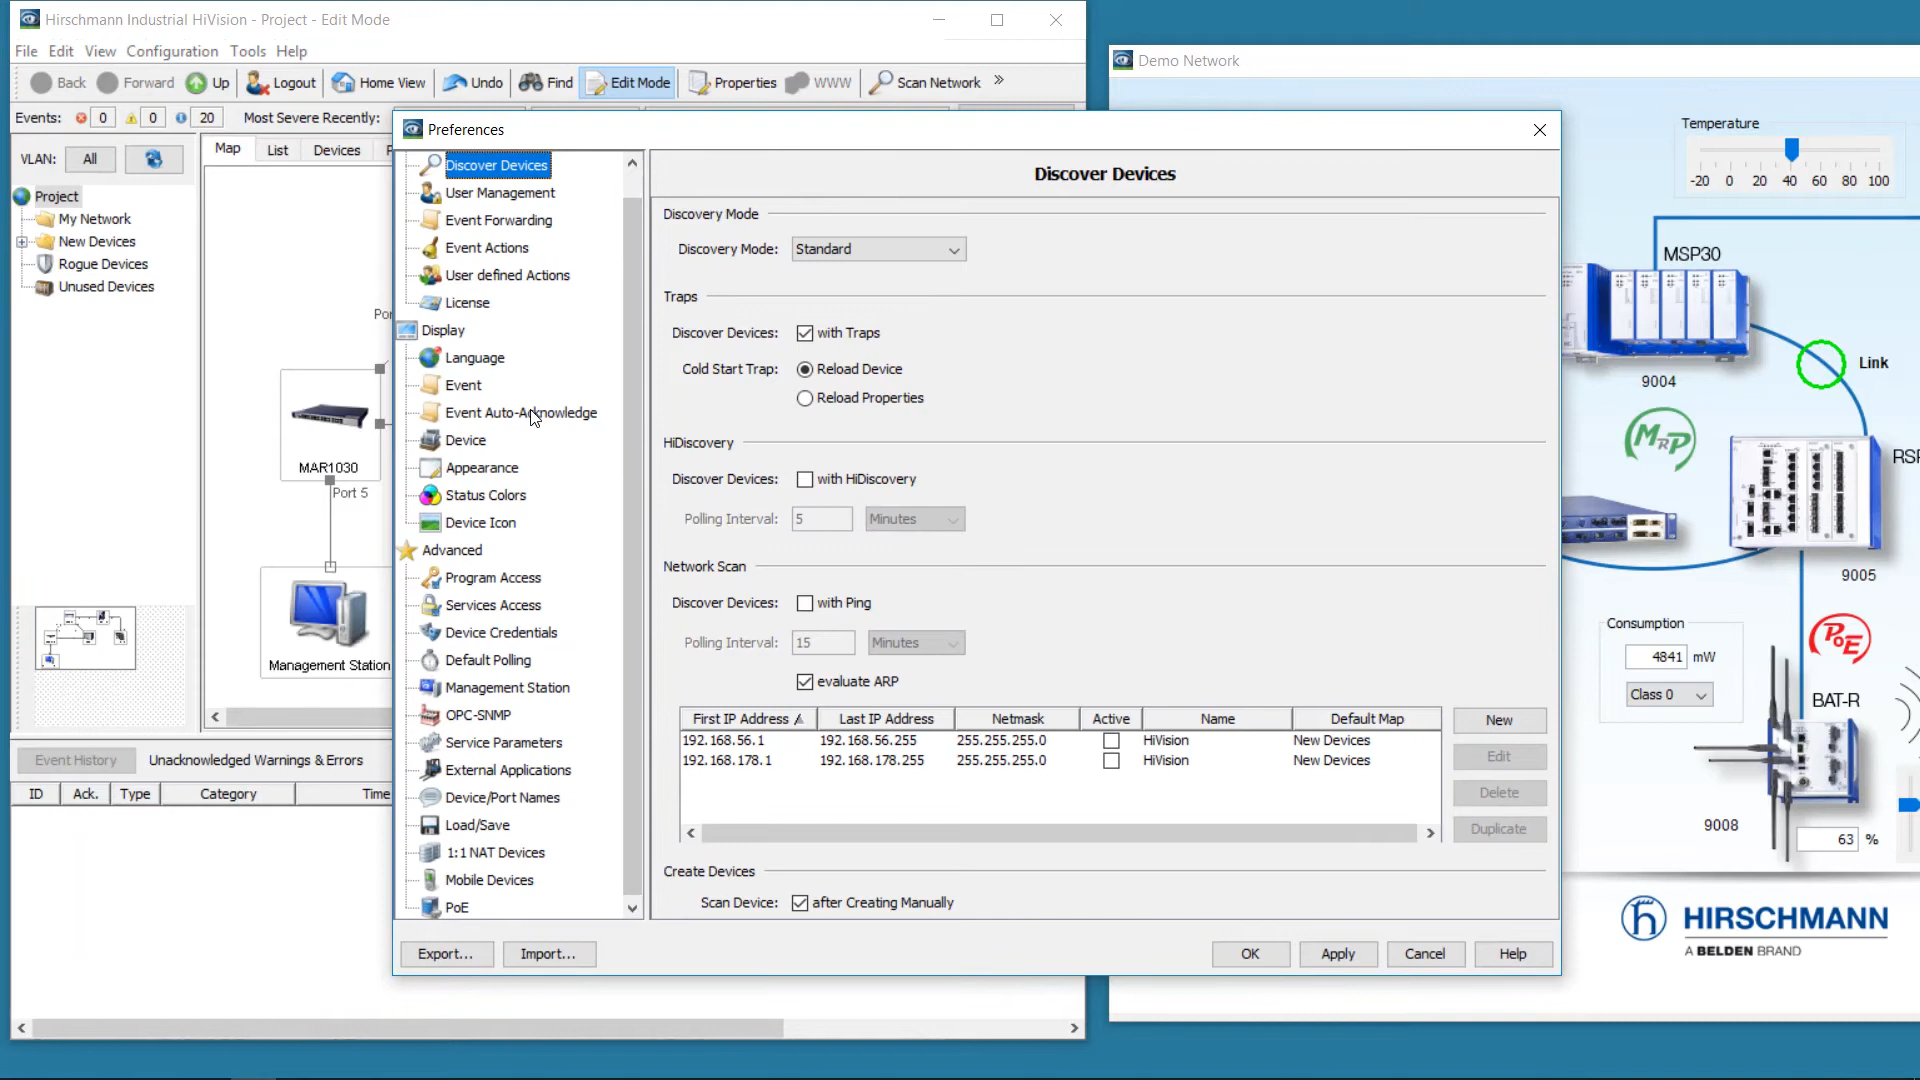 Hirschmann Industrial HiVision - Project - Edit Mode
File Edit View Configuration Tools Help
Back Forward Up Logout Home View Undo Find Edit Mode Properties WWW Scan Network »
Events: 0 0 20 Most Severe Recently:
VLAN: All
Project
My Network
New Devices
Rogue Devices
Unused Devices
Map List Devices
MAR1030
Port 5
Management Station
Event History Unacknowledged Warnings & Errors
ID Ack. Type Category Time
Preferences
Discover Devices
User Management
Event Forwarding
Event Actions
User defined Actions
License
Display
Language
Event
Event Auto-Acknowledge
Device
Appearance
Status Colors
Device Icon
Advanced
Program Access
Services Access
Device Credentials
Default Polling
Management Station
OPC-SNMP
Service Parameters
External Applications
Device/Port Names
Load/Save
1:1 NAT Devices
Mobile Devices
PoE
Discover Devices
Discovery Mode
Discovery Mode: Standard
Traps
Discover Devices: with Traps
Cold Start Trap: Reload Device
Reload Properties
HiDiscovery
Discover Devices: with HiDiscovery
Polling Interval: 5 Minutes
Network Scan
Discover Devices: with Ping
Polling Interval: 15 Minutes
evaluate ARP
First IP Address Last IP Address Netmask Active Name Default Map
192.168.56.1 192.168.56.255 255.255.255.0 HiVision New Devices
192.168.178.1 192.168.178.255 255.255.255.0 HiVision New Devices
New
Edit
Delete
Duplicate
Create Devices
Scan Device: after Creating Manually
Export... Import... OK Apply Cancel Help
Demo Network
Temperature
-20 0 20 40 60 80 100
MSP30
9004
Link
MRP
9005
Consumption
4841 mW
Class 0
PoE
BAT-R
9008
63 %
HIRSCHMANN
A BELDEN BRAND